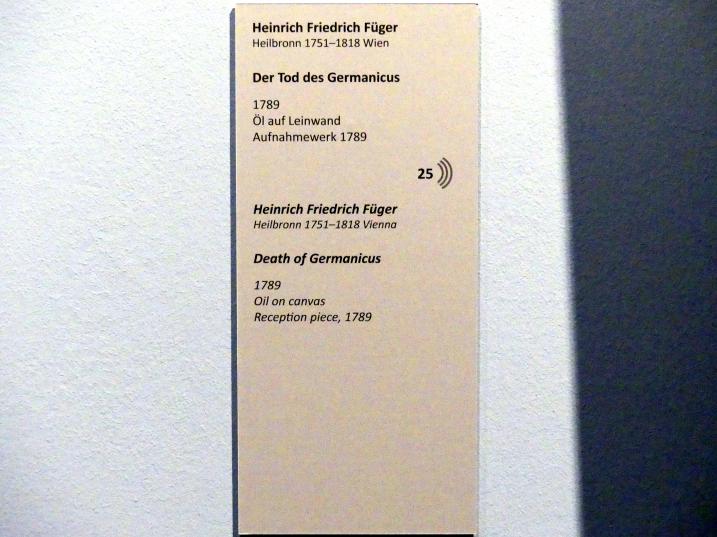 Heinrich Friedrich Füger
Heilbronn 1751–1818 Wien
Der Tod des Germanicus
1789
Öl auf Leinwand
Aufnahmewerk 1789
25
Heinrich Friedrich Füger
Heilbronn 1751–1818 Vienna
Death of Germanicus
1789
Oil on canvas
Reception piece, 1789